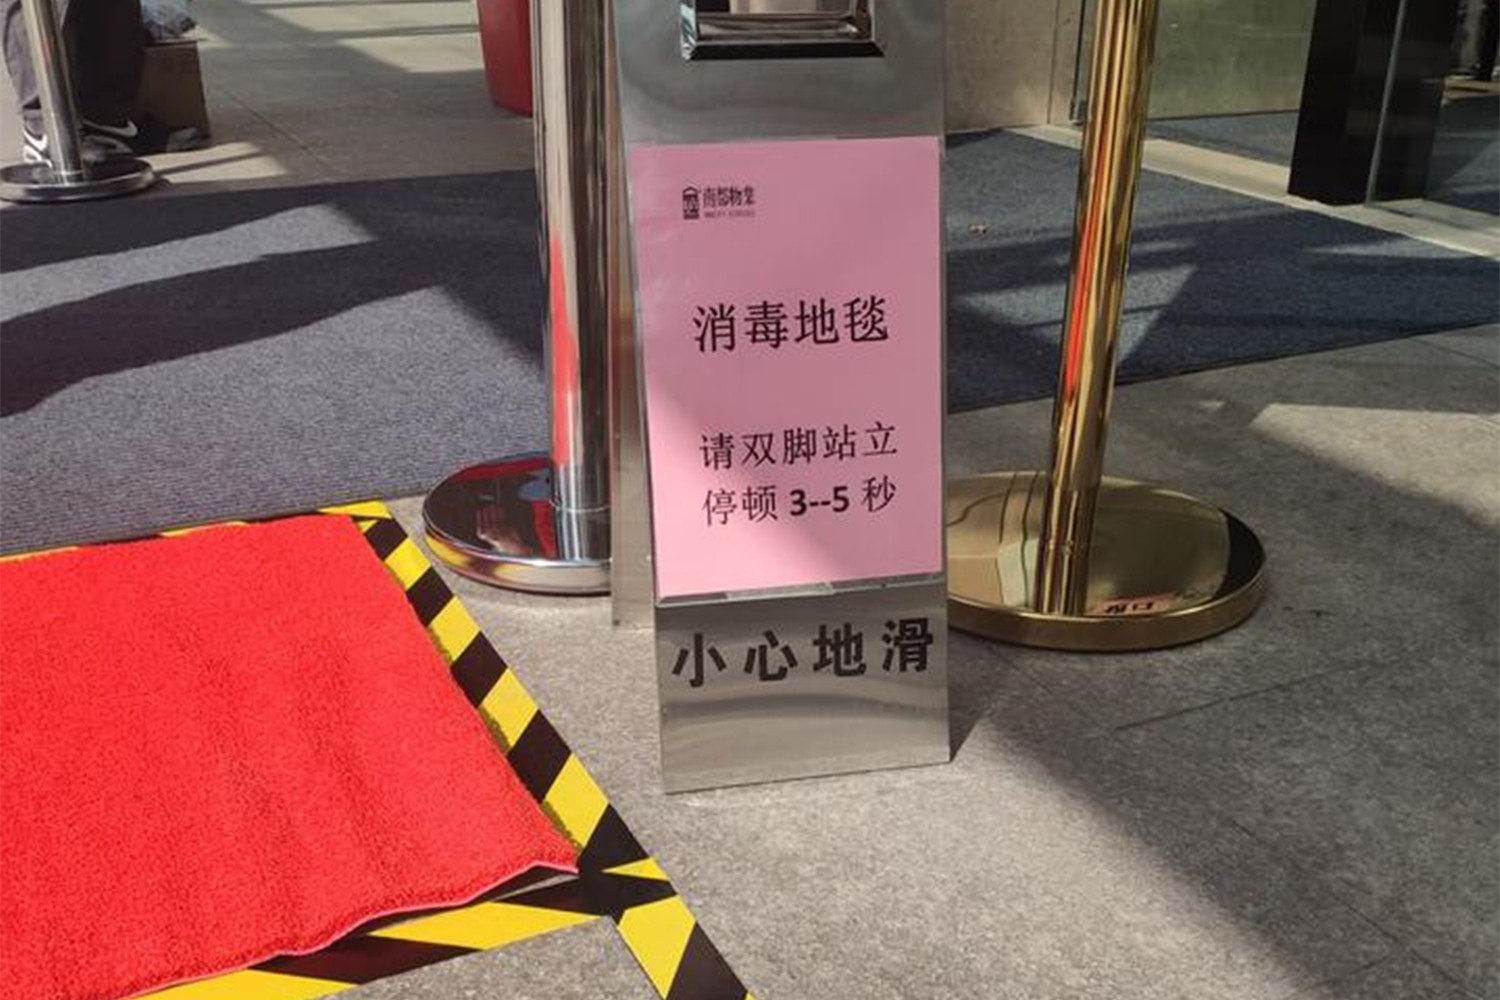 消毒地毯
请双脚站立
停顿 3--5 秒
小心地滑